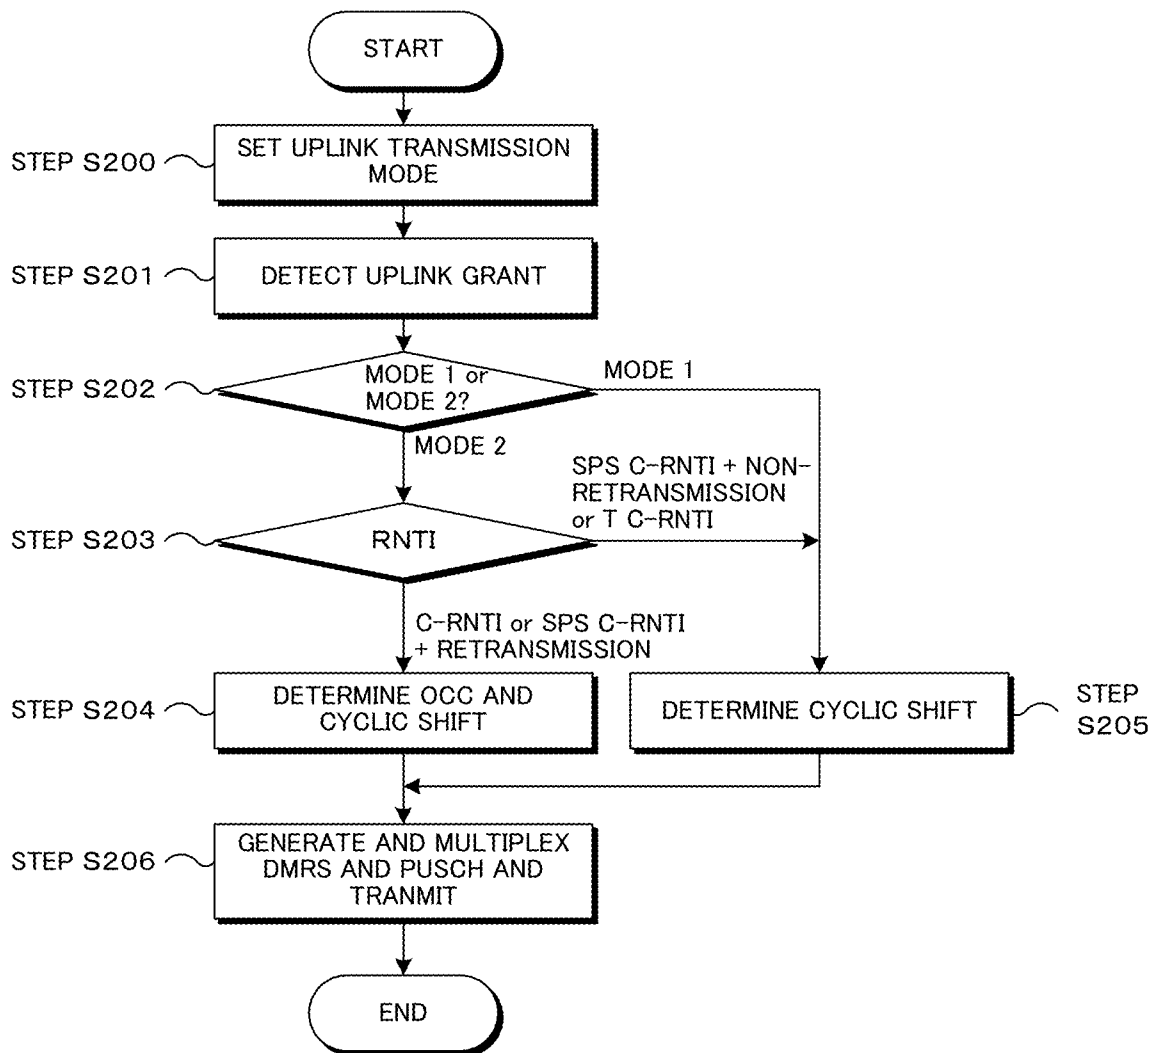 START
STEP S200
SET UPLINK TRANSMISSION
MODE
STEP S201
DETECT UPLINK GRANT
STEP S202
MODE 1 or
MODE 2?
MODE 1
MODE 2
SPS C-RNTI + NON-
RETRANSMISSION
or T C-RNTI
STEP S203
RNTI
C-RNTI or SPS C-RNTI
+ RETRANSMISSION
STEP S204
DETERMINE OCC AND
CYCLIC SHIFT
DETERMINE CYCLIC SHIFT
STEP
S205
STEP S206
GENERATE AND MULTIPLEX
DMRS AND PUSCH AND
TRANMIT
END